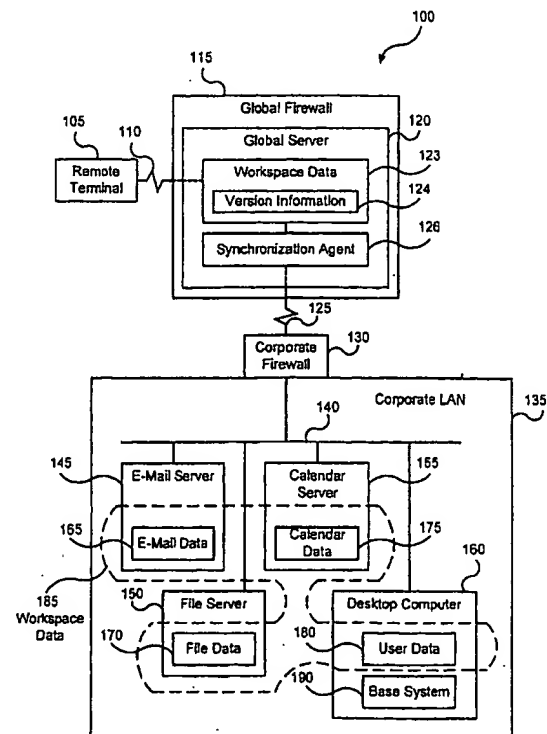 100
115
Global Firewall
120
Global Server
105
110
123
Remote Terminal
Workspace Data
124
Version Information
126
Synchronization Agent
125
Corporate Firewall
130
Corporate LAN
135
140
145
E-Mail Server
Calendar Server
155
165
E-Mail Data
Calendar Data
175
185
Workspace Data
150
File Server
Desktop Computer
160
170
File Data
180
User Data
190
Base System